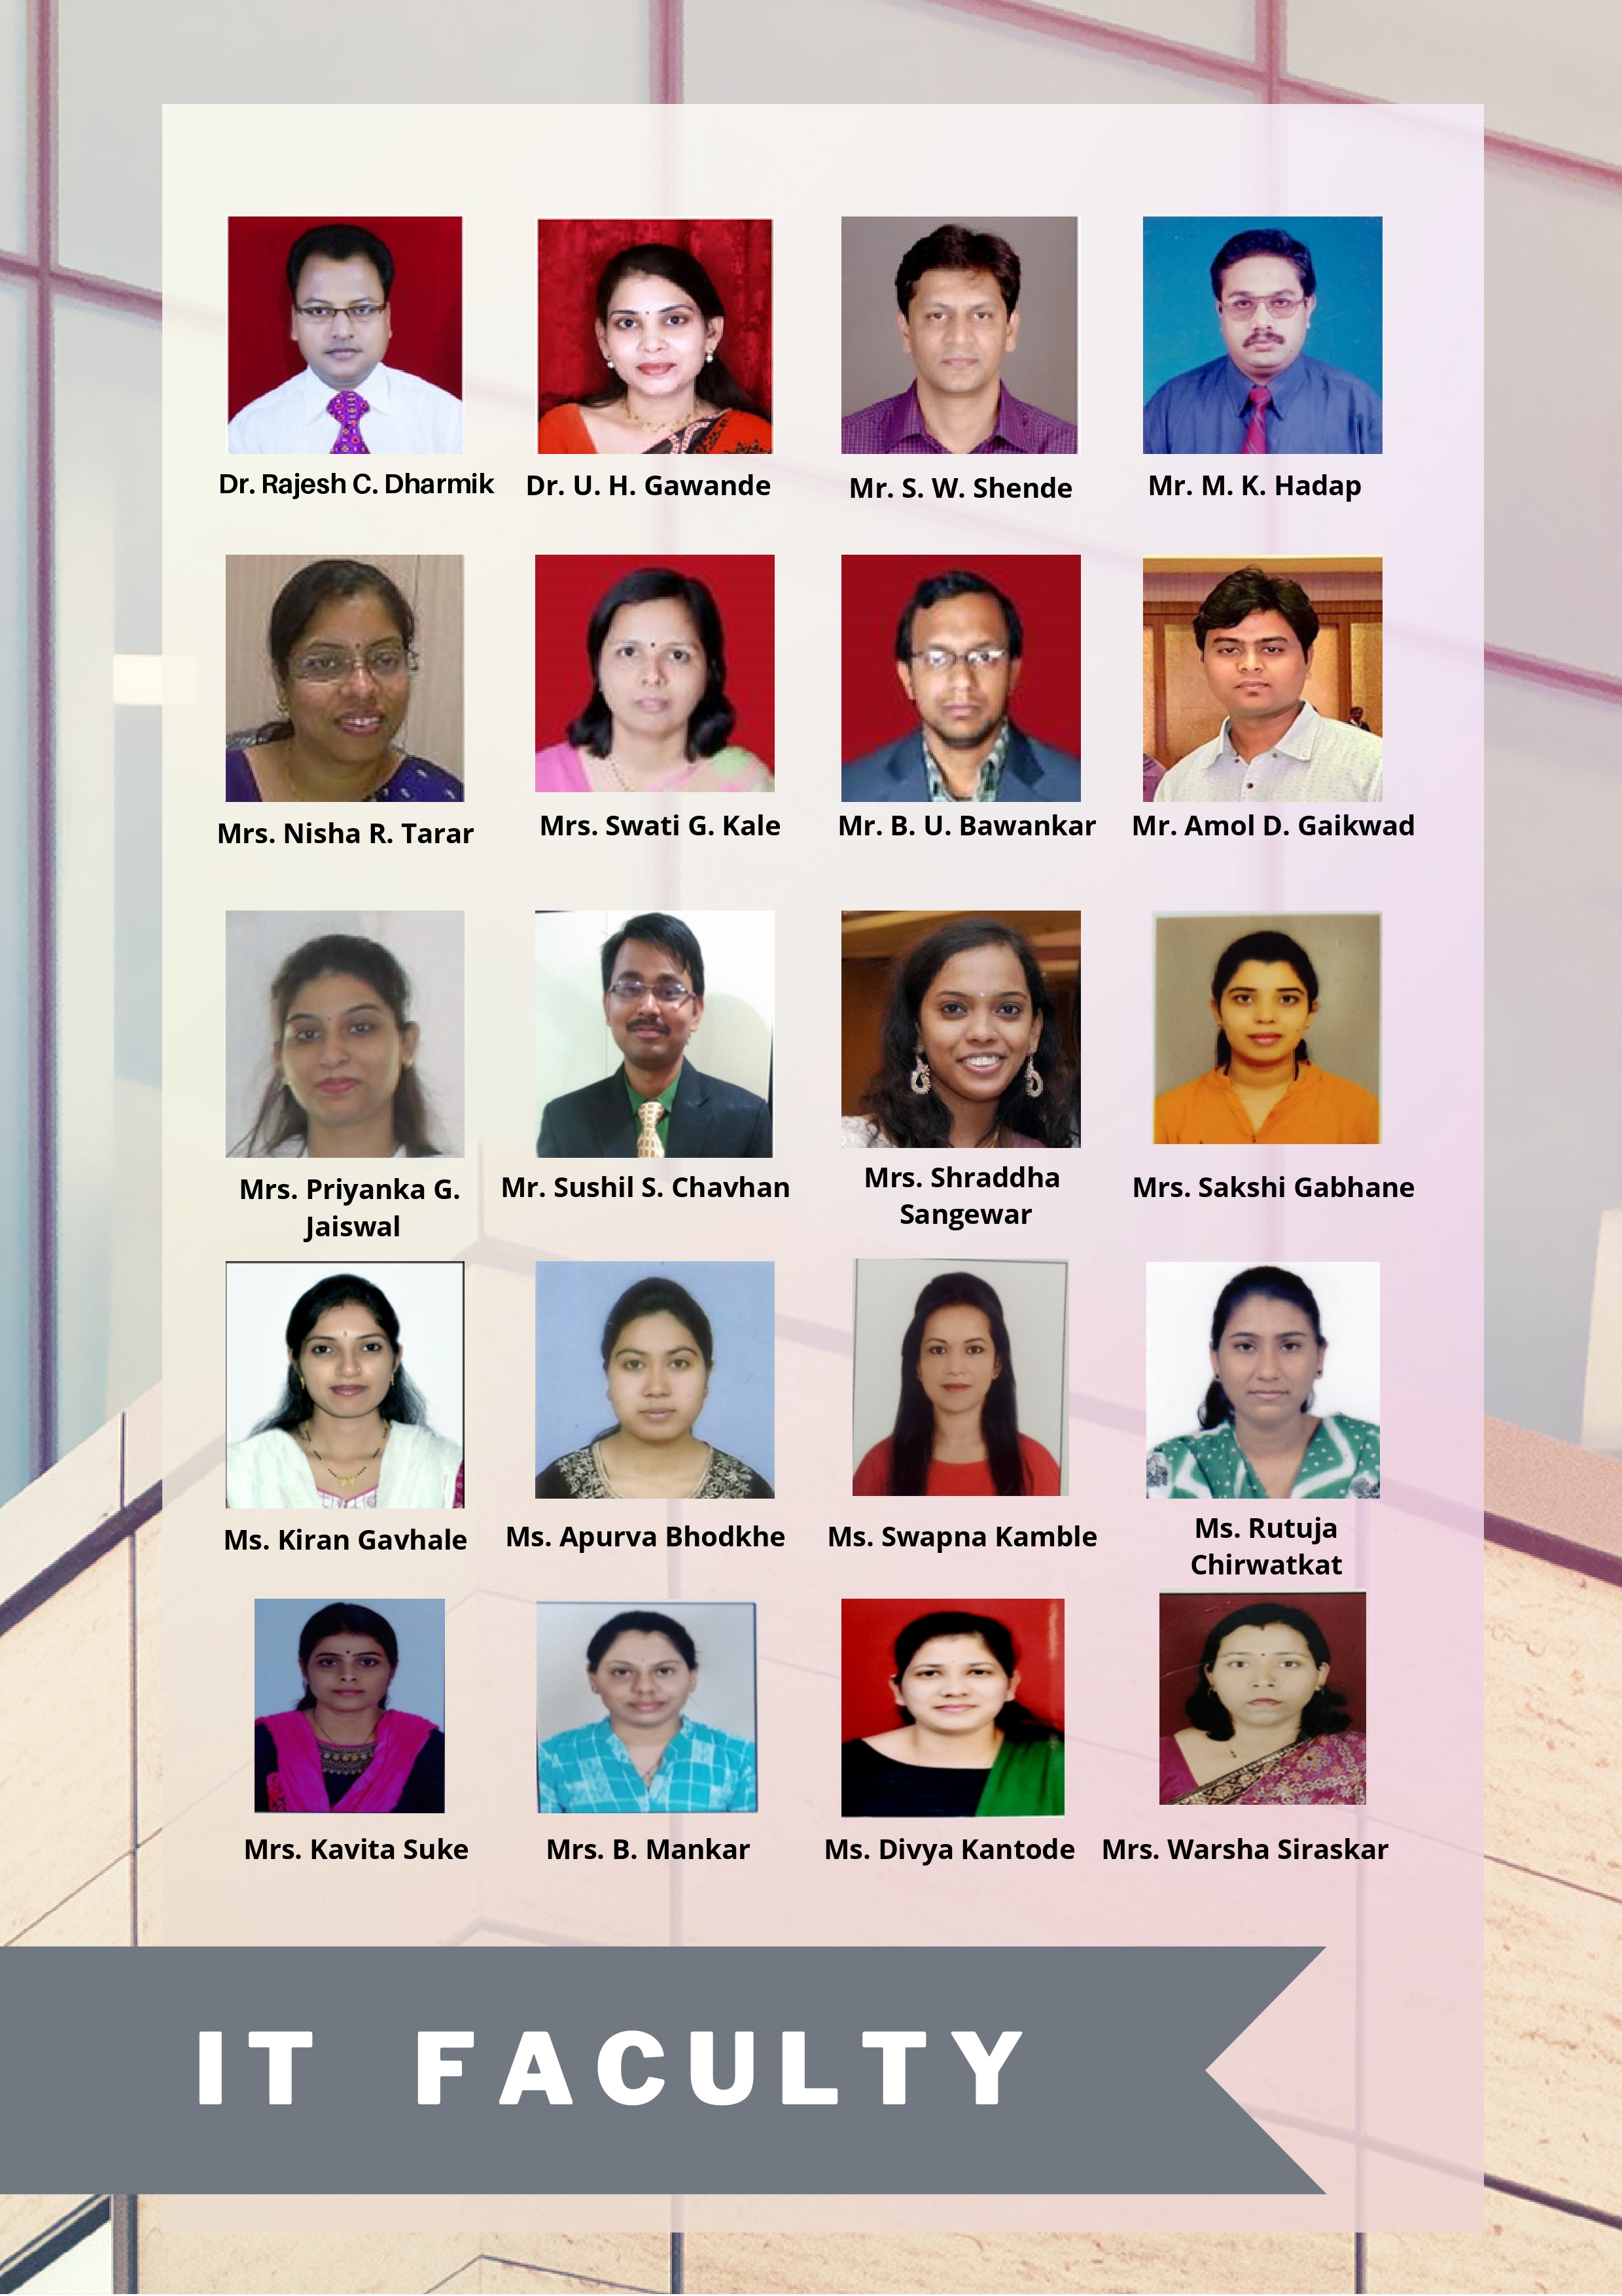 Dr. Rajesh C. Dharmik
Dr. U. H. Gawande
Mr. S. W. Shende
Mr. M. K. Hadap
Mrs. Nisha R. Tarar
Mrs. Swati G. Kale
Mr. B. U. Bawankar
Mr. Amol D. Gaikwad
Mrs. Priyanka G.
Jaiswal
Mr. Sushil S. Chavhan
Mrs. Shraddha
Sangewar
Mrs. Sakshi Gabhane
Ms. Kiran Gavhale
Ms. Apurva Bhodkhe
Ms. Swapna Kamble
Ms. Rutuja
Chirwatkat
Mrs. Kavita Suke
Mrs. B. Mankar
Ms. Divya Kantode
Mrs. Warsha Siraskar
IT FACULTY